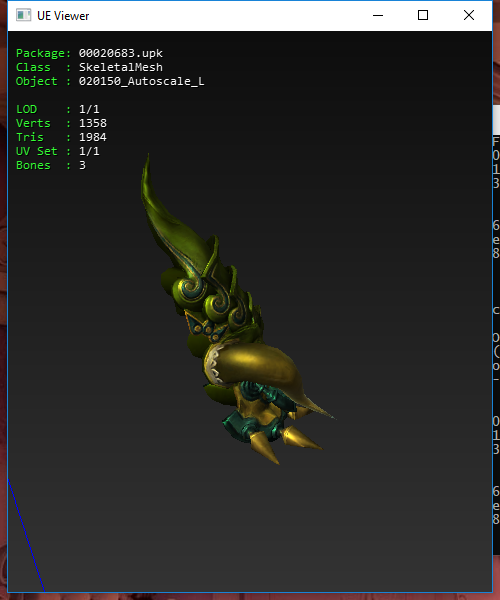 UE Viewer
Package: 00020683.upk
Class : SkeletalMesh
Object : 020150_Autoscale_L
LOD : 1/1
Verts : 1358
Tris : 1984
UV Set : 1/1
Bones : 3